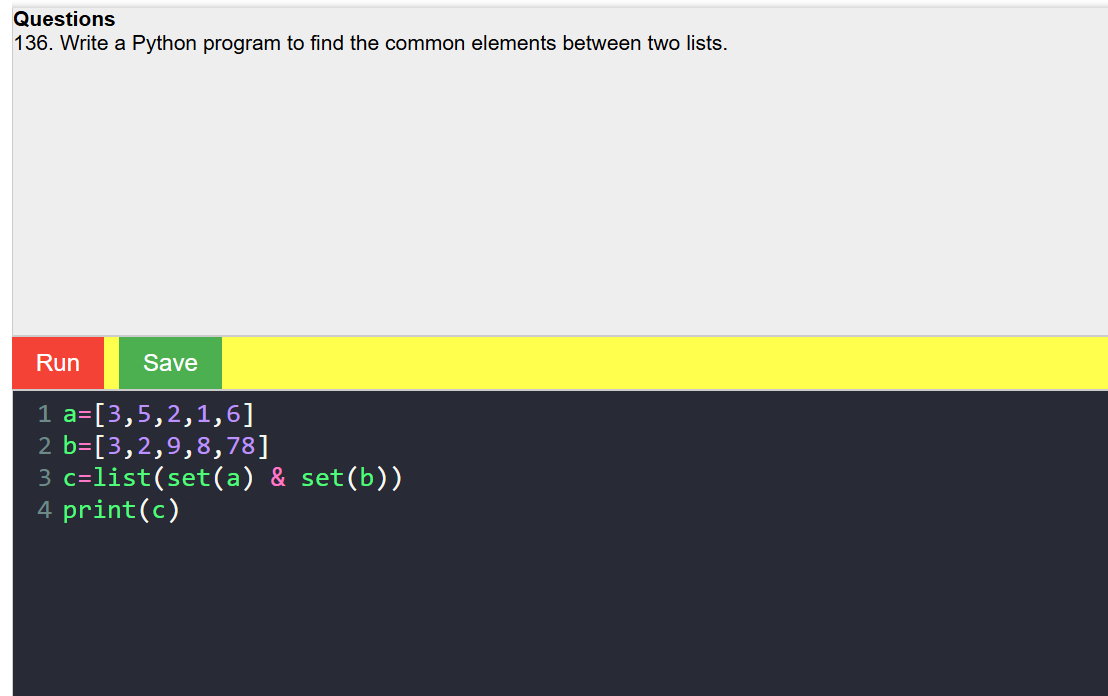 Questions
136. Write a Python program to find the common elements between two lists.
Run Save
1 a=[3,5,2,1,6]
2 b=[3,2,9,8,78]
3 c=list(set(a) & set(b))
4 print(c)